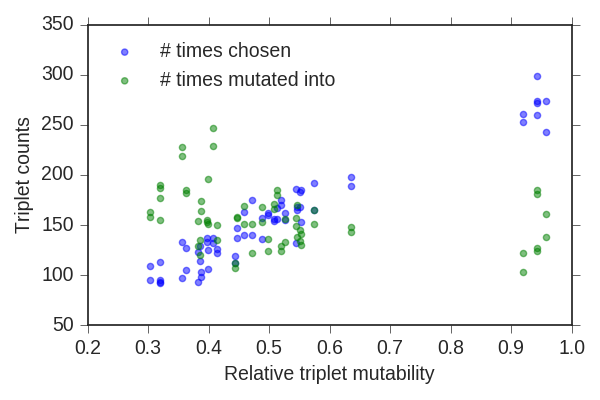 350
300
250
200
150
100
50
Triplet counts
# times chosen
# times mutated into
0.2 0.3 0.4 0.5 0.6 0.7 0.8 0.9 1.0
Relative triplet mutability